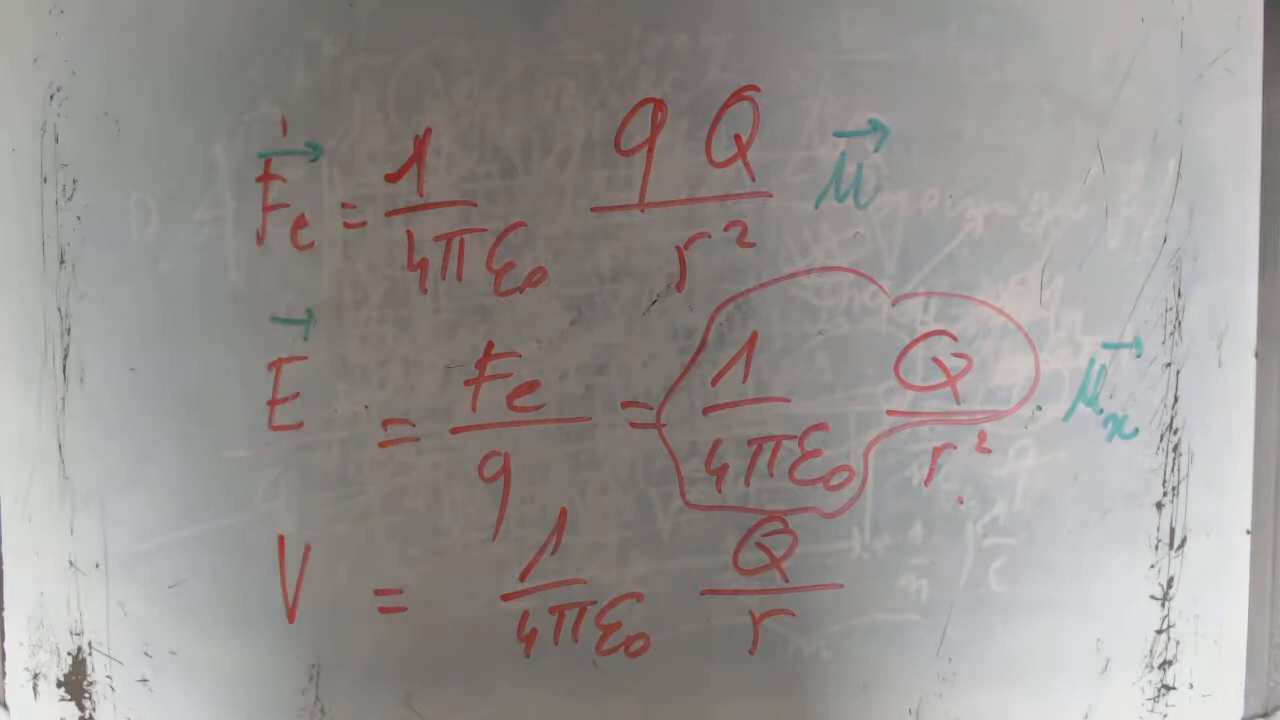 F⃗e = 1/4πε₀ qQ/r² μ⃗
E⃗ = Fe/q = 1/4πε₀ Q/r² μ⃗x
V = 1/4πε₀ Q/r